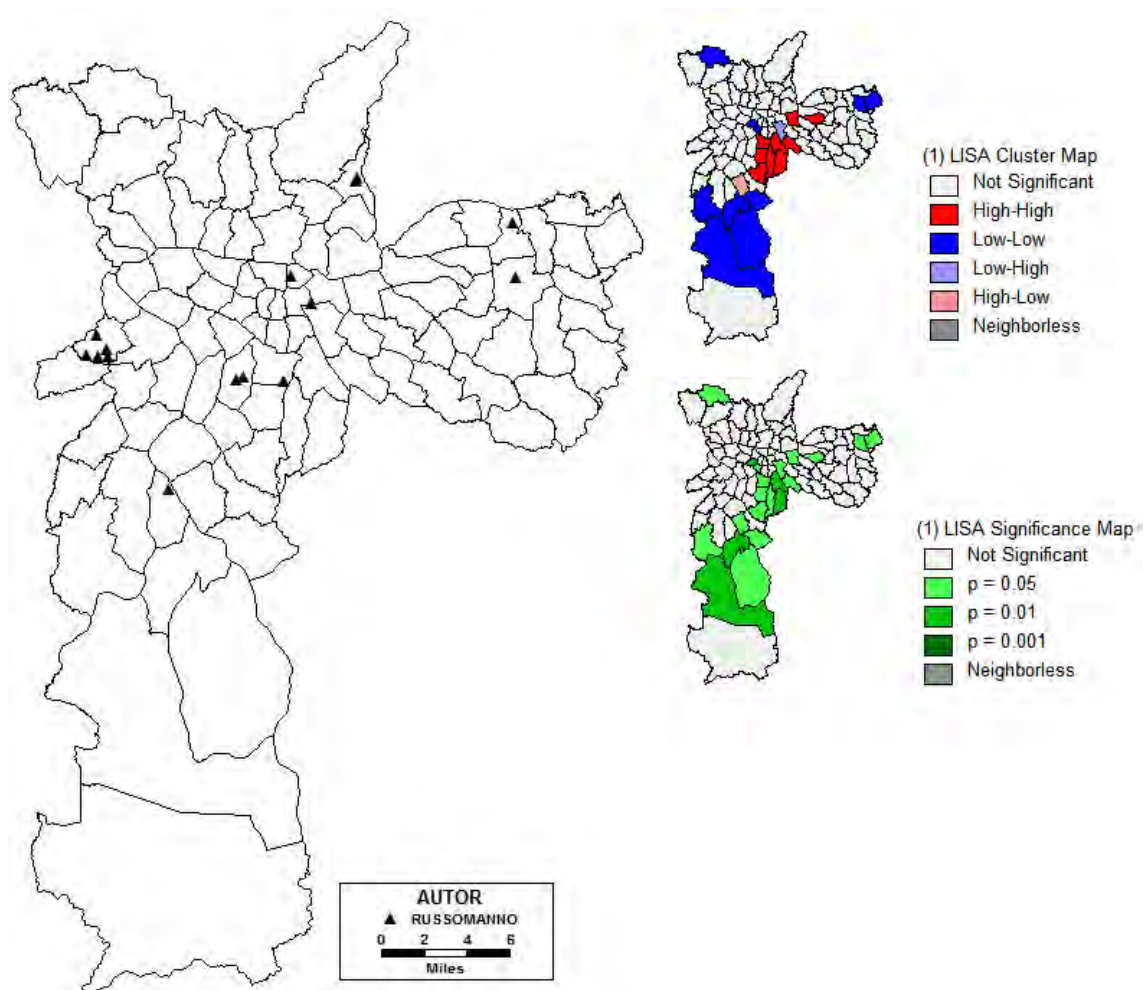 (1) LISA Cluster Map
Not Significant
High-High
Low-Low
Low-High
High-Low
Neighborless
(1) LISA Significance Map
Not Significant
p = 0.05
p = 0.01
p = 0.001
Neighborless
AUTOR
RUSSOMANNO
0 2 4 6
Miles